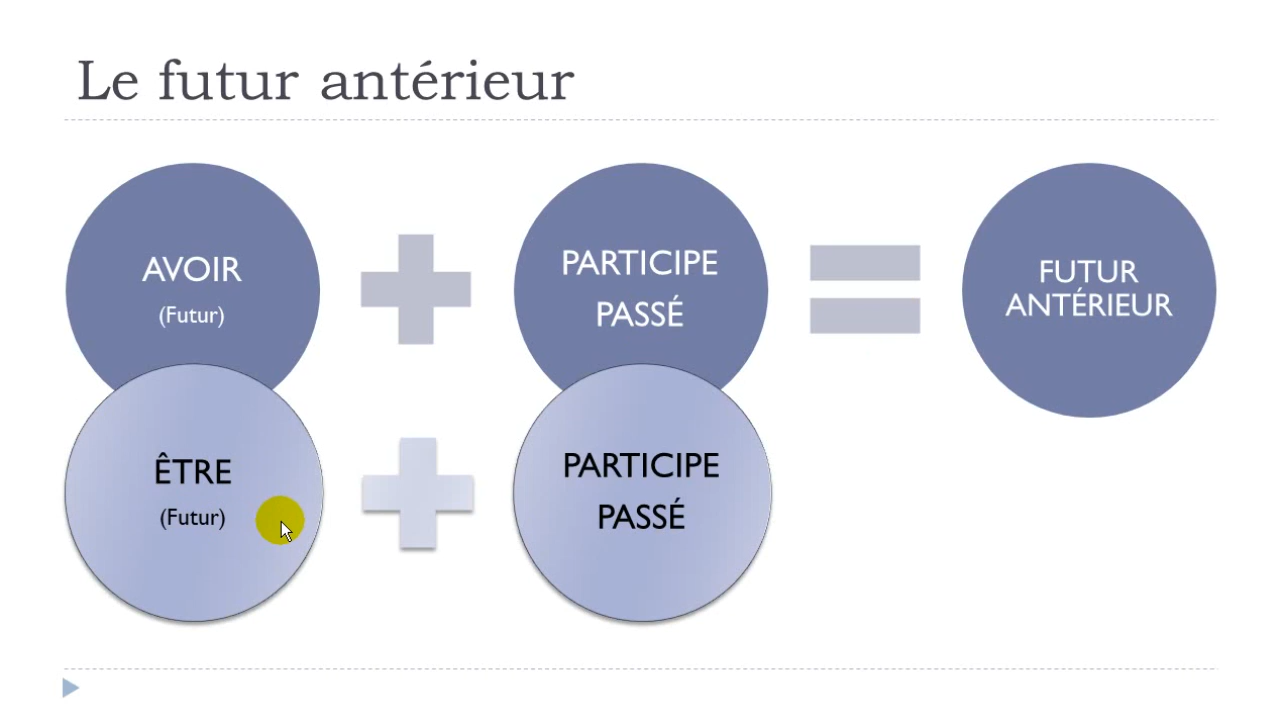 Le futur antérieur
AVOIR
(Futur)
PARTICIPE
PASSÉ
FUTUR
ANTÉRIEUR
ÊTRE
(Futur)
PARTICIPE
PASSÉ